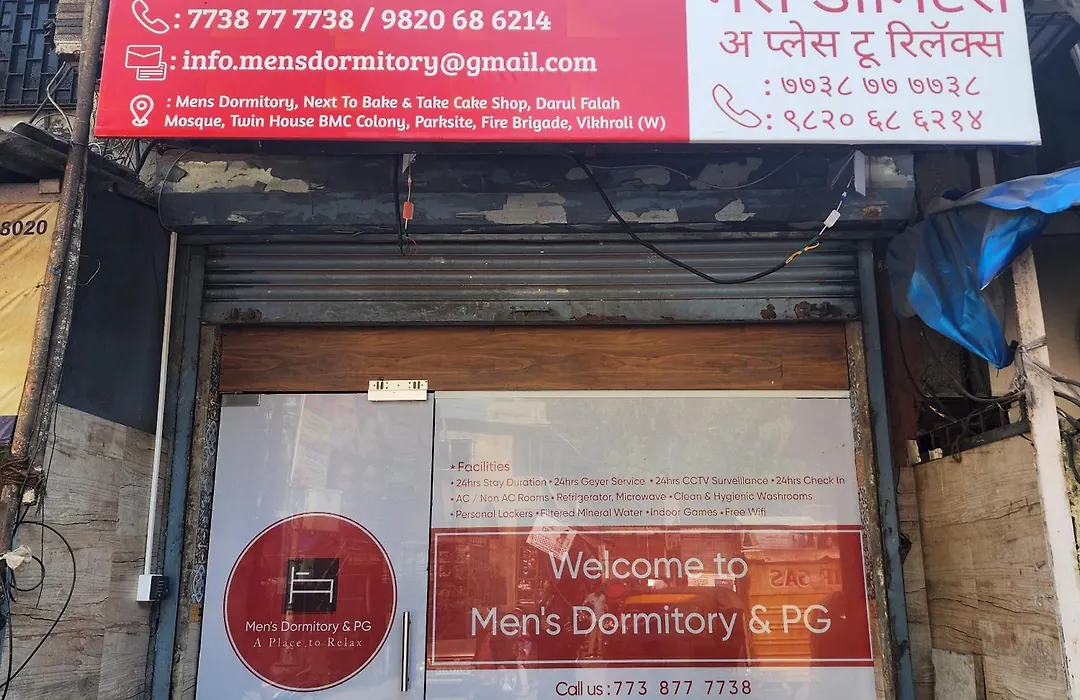 : 7738 77 7738 / 9820 68 6214
: info.mensdormitory@gmail.com
: Mens Dormitory, Next To Bake & Take Cake Shop, Darul Falah
Mosque, Twin House BMC Colony, Parksite, Fire Brigade, Vikhroli (W)
अ प्लेस टू रिलॅक्स
: ७७३८ ७७ ७७३८
: ९८२० ६८ ६२१४
8020
• Facilities
• 24hrs Stay Duration • 24hrs Geyer Service • 24hrs CCTV Surveillance • 24hrs Check In
• AC / Non AC Rooms • Refrigerator, Microwave • Clean & Hygienic Washrooms
• Personal Lockers • Filtered Mineral Water • Indoor Games • Free Wifi
Welcome to
Men's Dormitory & PG
Men's Dormitory & PG
A Place to Relax
Call us : 773 877 7738